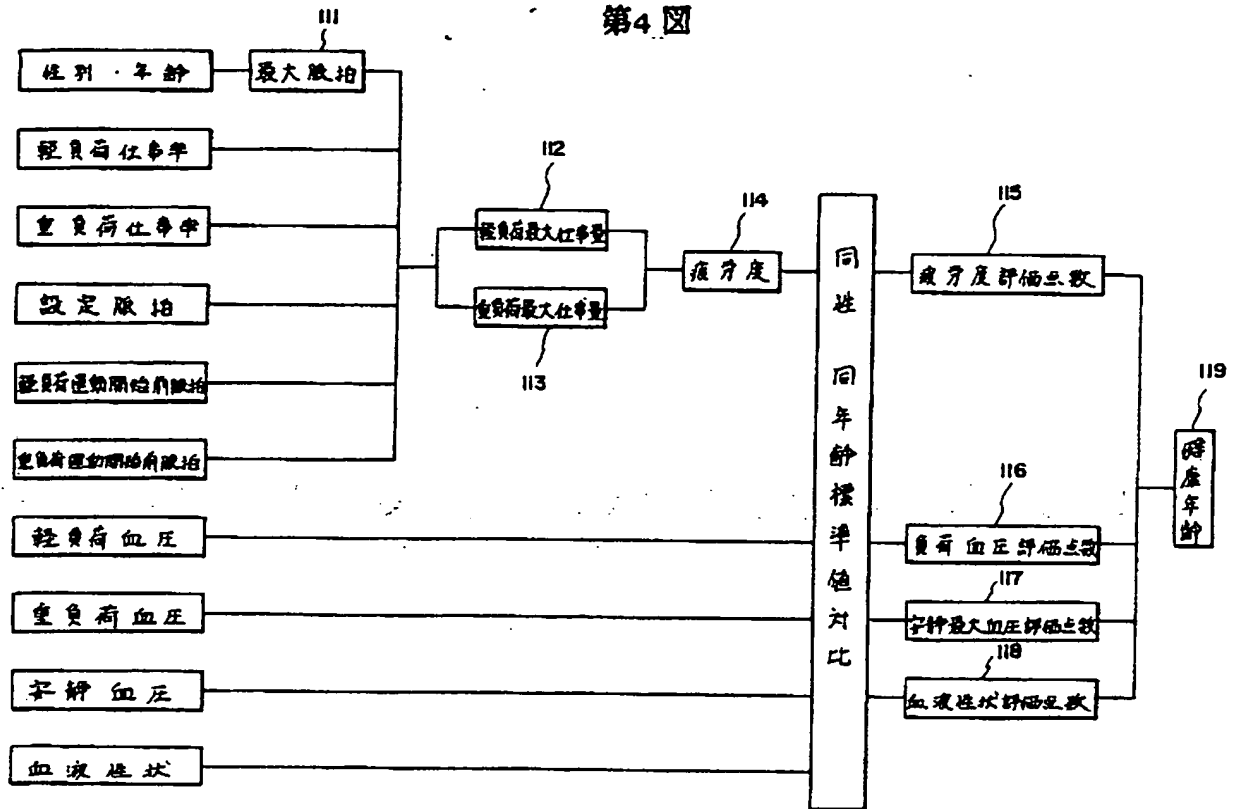 第4図
111
性別・年齢
最大脈拍
軽負荷仕事率
重負荷仕事率
設定脈拍
軽負荷運動開始前脈拍
重負荷運動開始前脈拍
軽負荷血圧
重負荷血圧
安静血圧
血液性状
112
軽負荷最大仕事量
重負荷最大仕事量
113
114
疲労度
同性 同年齢標準値対比
115
疲労度評価点数
116
負荷血圧評価点数
117
安静最大血圧評価点数
118
血液性状評価点数
119
健康年齢